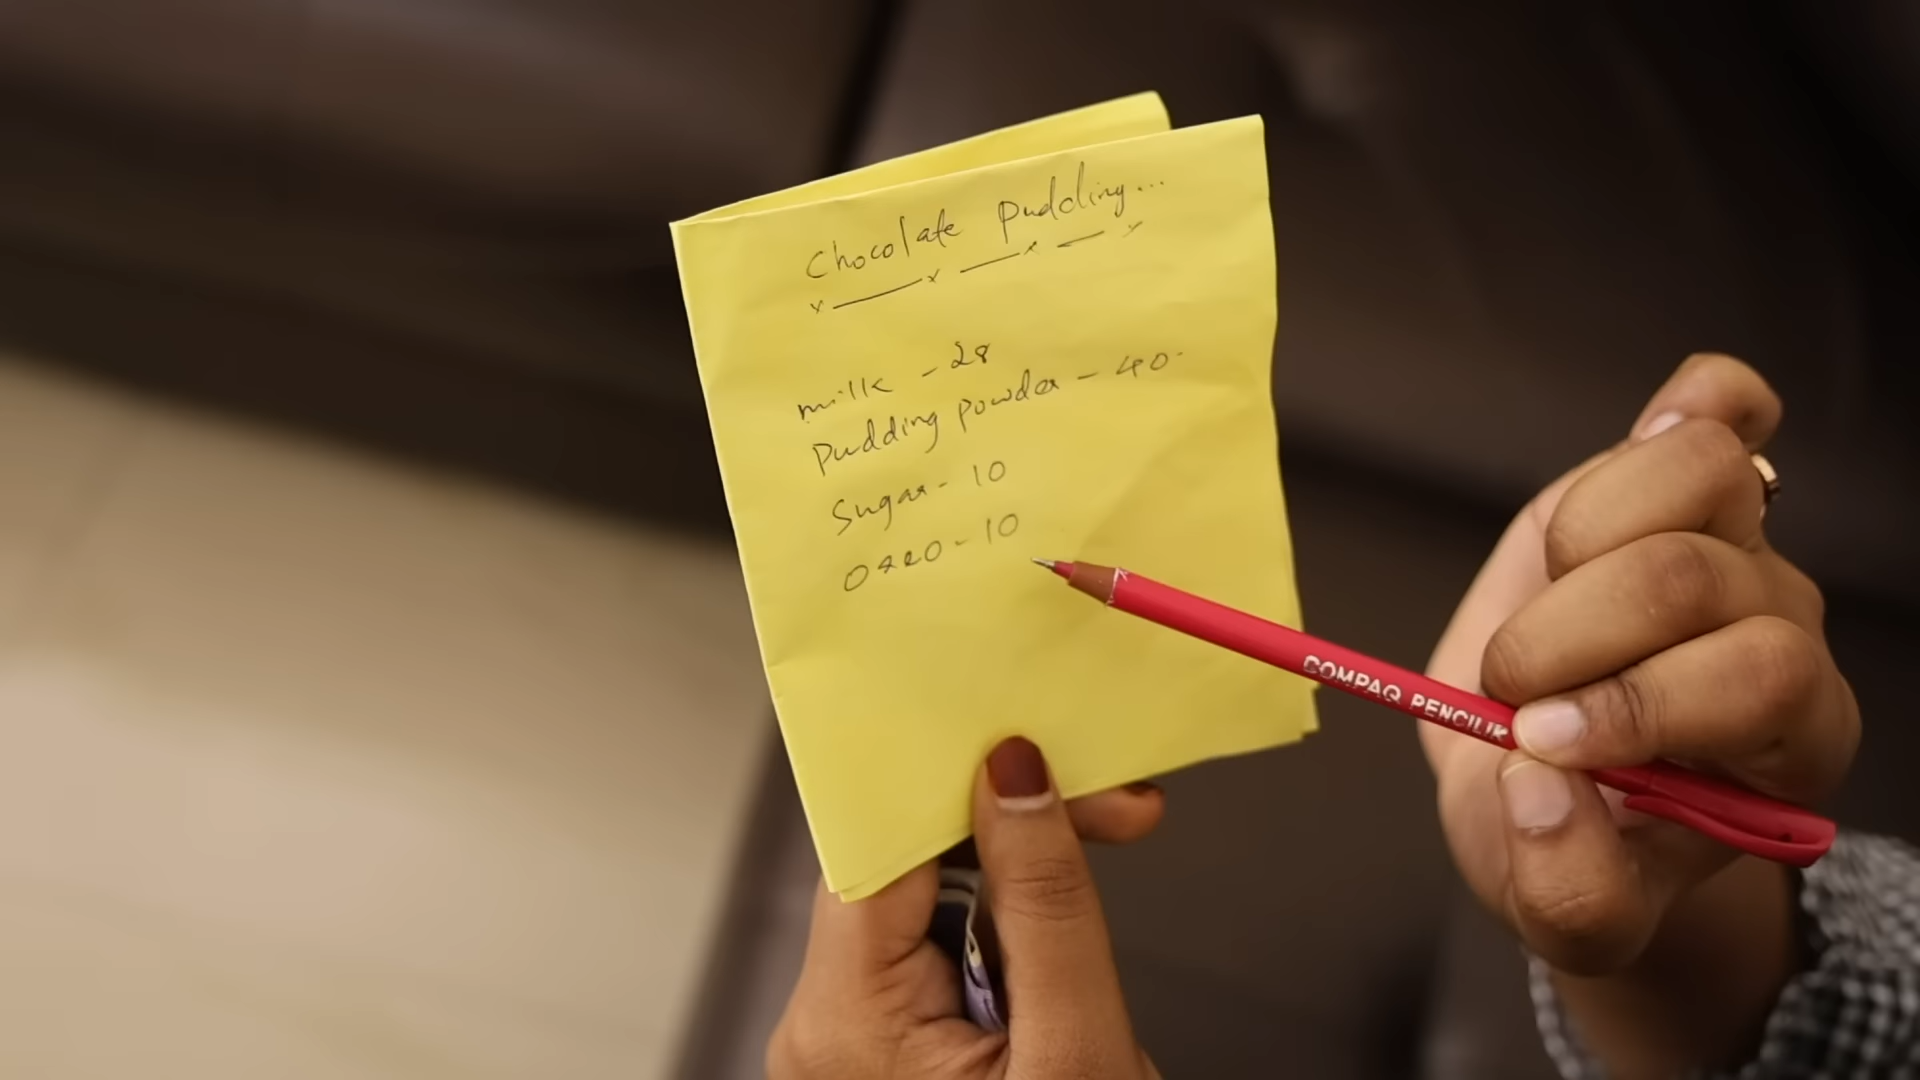 Chocolate pudding...
x — x — x — x
milk - 28
Pudding powder - 40.
Sugar - 10
Oreo - 10
COMPAQ PENCILIK